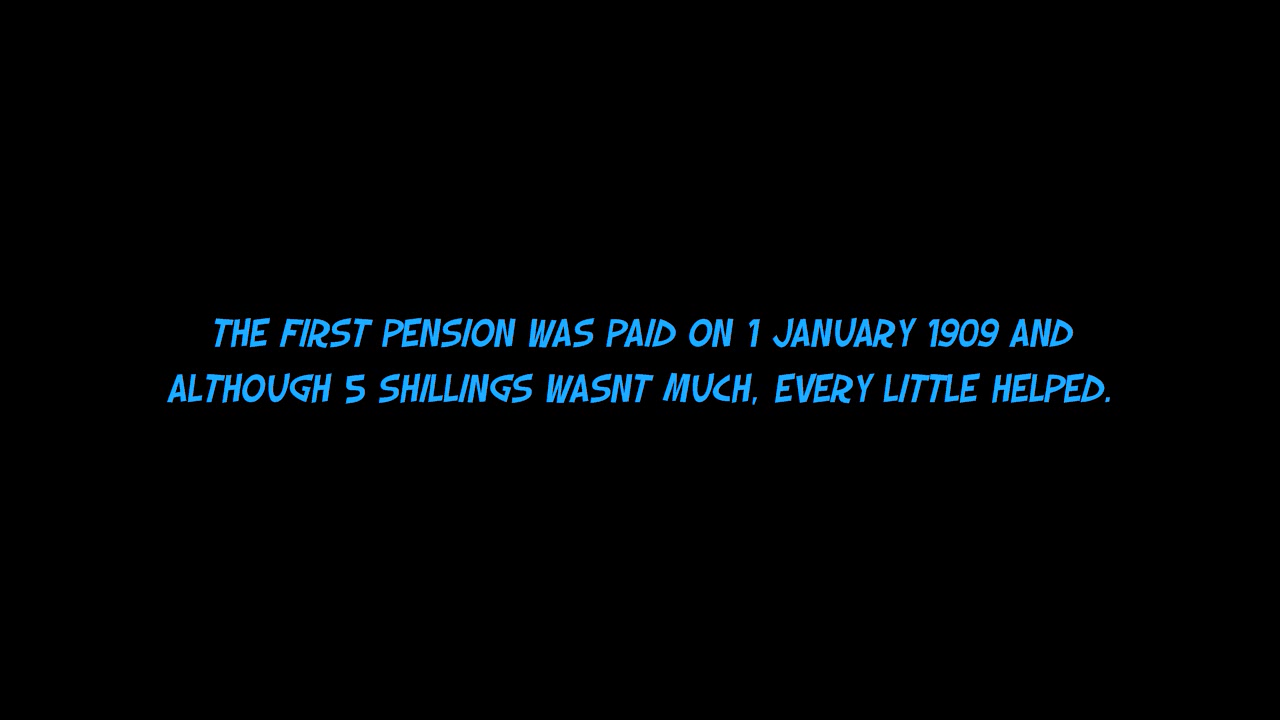 THE FIRST PENSION WAS PAID ON 1 JANUARY 1909 AND
ALTHOUGH 5 SHILLINGS WASNT MUCH, EVERY LITTLE HELPED.